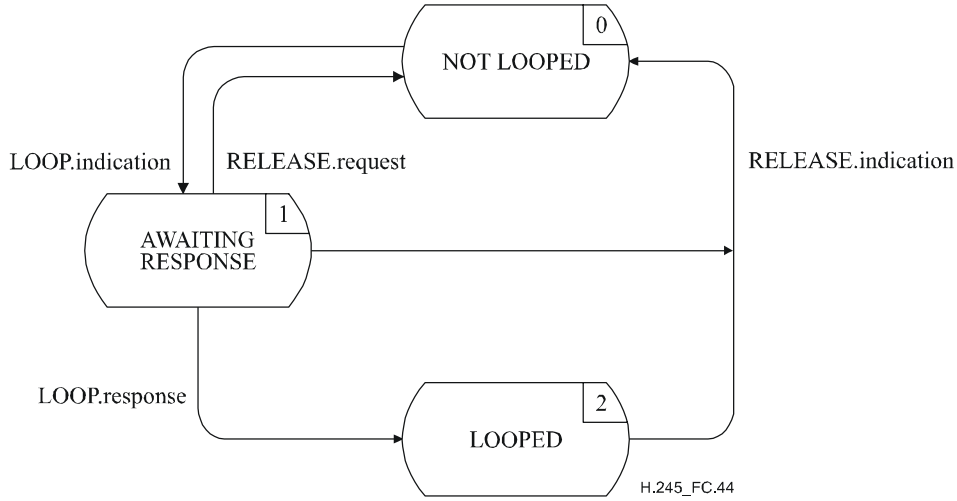 0
NOT LOOPED
LOOP.indication
RELEASE.request
RELEASE.indication
1
AWAITING
RESPONSE
LOOP.response
2
LOOPED
H.245_FC.44